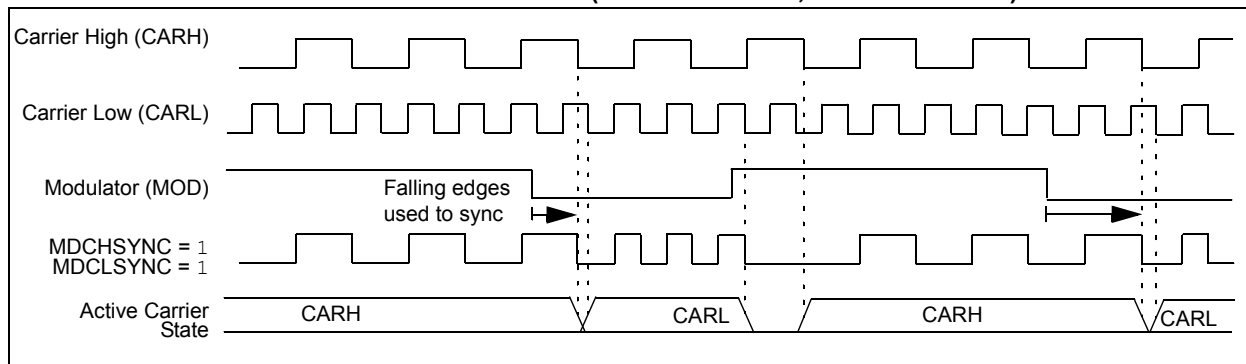 Carrier High (CARH)
Carrier Low (CARL)
Modulator (MOD)
Falling edges
used to sync
MDCHSYNC = 1
MDCLSYNC = 1
Active Carrier
State
CARH
CARL
CARH
CARL